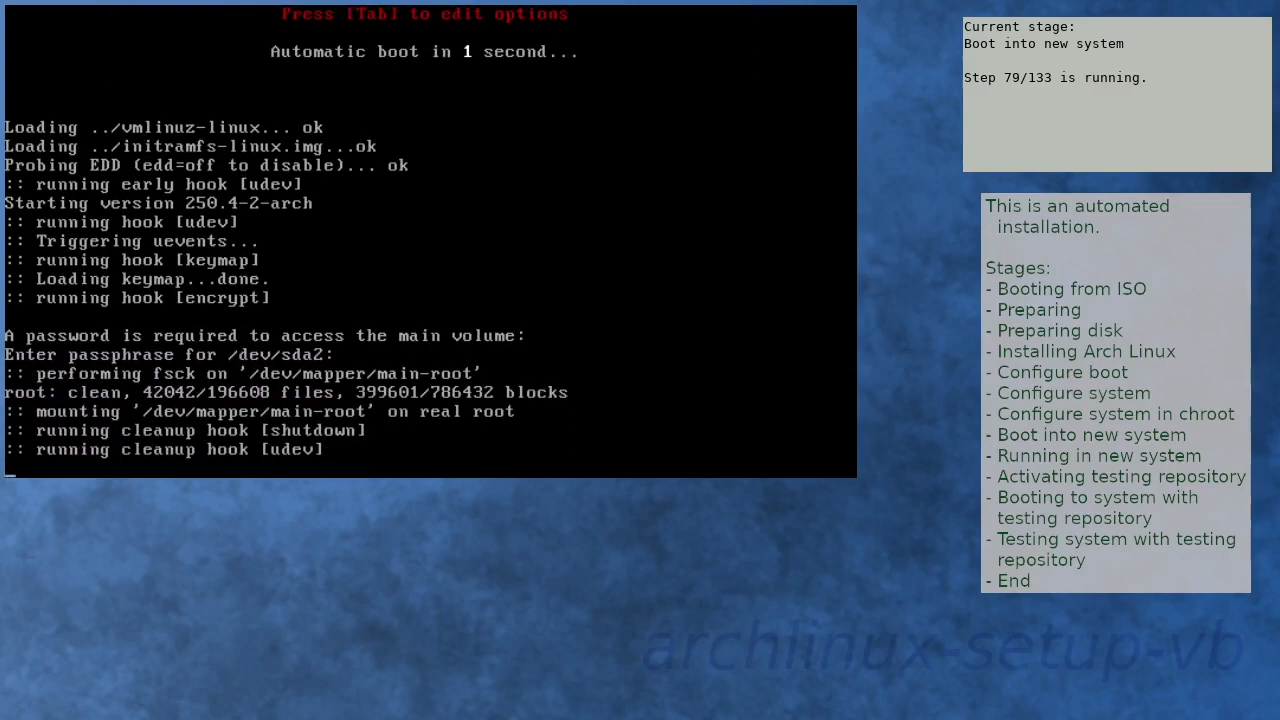 Press [Tab] to edit options
Automatic boot in 1 second...
Loading ../vmlinuz-linux... ok
Loading ../initramfs-linux.img...ok
Probing EDD (edd=off to disable)... ok
:: running early hook [udev]
Starting version 250.4-2-arch
:: running hook [udev]
:: Triggering uevents...
:: running hook [keymap]
:: Loading keymap...done.
:: running hook [encrypt]
A password is required to access the main volume:
Enter passphrase for /dev/sda2:
:: performing fsck on '/dev/mapper/main-root'
root: clean, 42042/196608 files, 399601/786432 blocks
:: mounting '/dev/mapper/main-root' on real root
:: running cleanup hook [shutdown]
:: running cleanup hook [udev]
_
Current stage:
Boot into new system
Step 79/133 is running.
This is an automated
installation.
Stages:
- Booting from ISO
- Preparing
- Preparing disk
- Installing Arch Linux
- Configure boot
- Configure system
- Configure system in chroot
- Boot into new system
- Running in new system
- Activating testing repository
- Booting to system with
testing repository
- Testing system with testing
repository
- End
archlinux-setup-vb